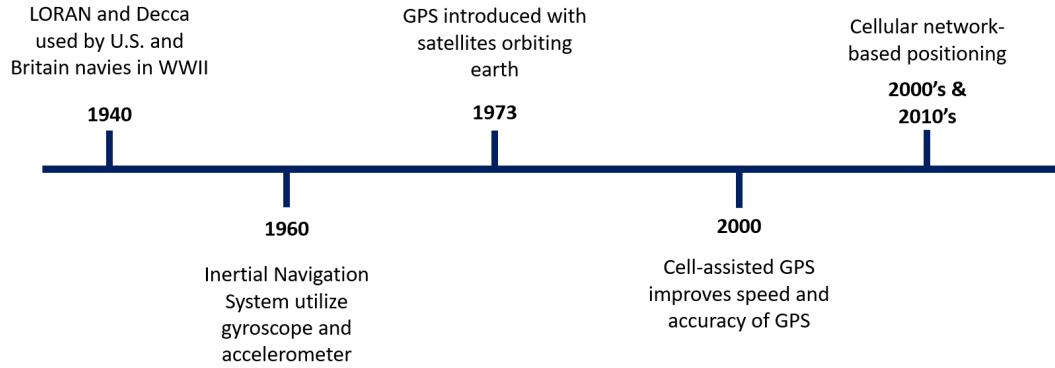 LORAN and Decca
used by U.S. and
Britain navies in WWII
1940
1960
Inertial Navigation
System utilize
gyroscope and
accelerometer
GPS introduced with
satellites orbiting
earth
1973
2000
Cell-assisted GPS
improves speed and
accuracy of GPS
Cellular network-
based positioning
2000's &
2010's